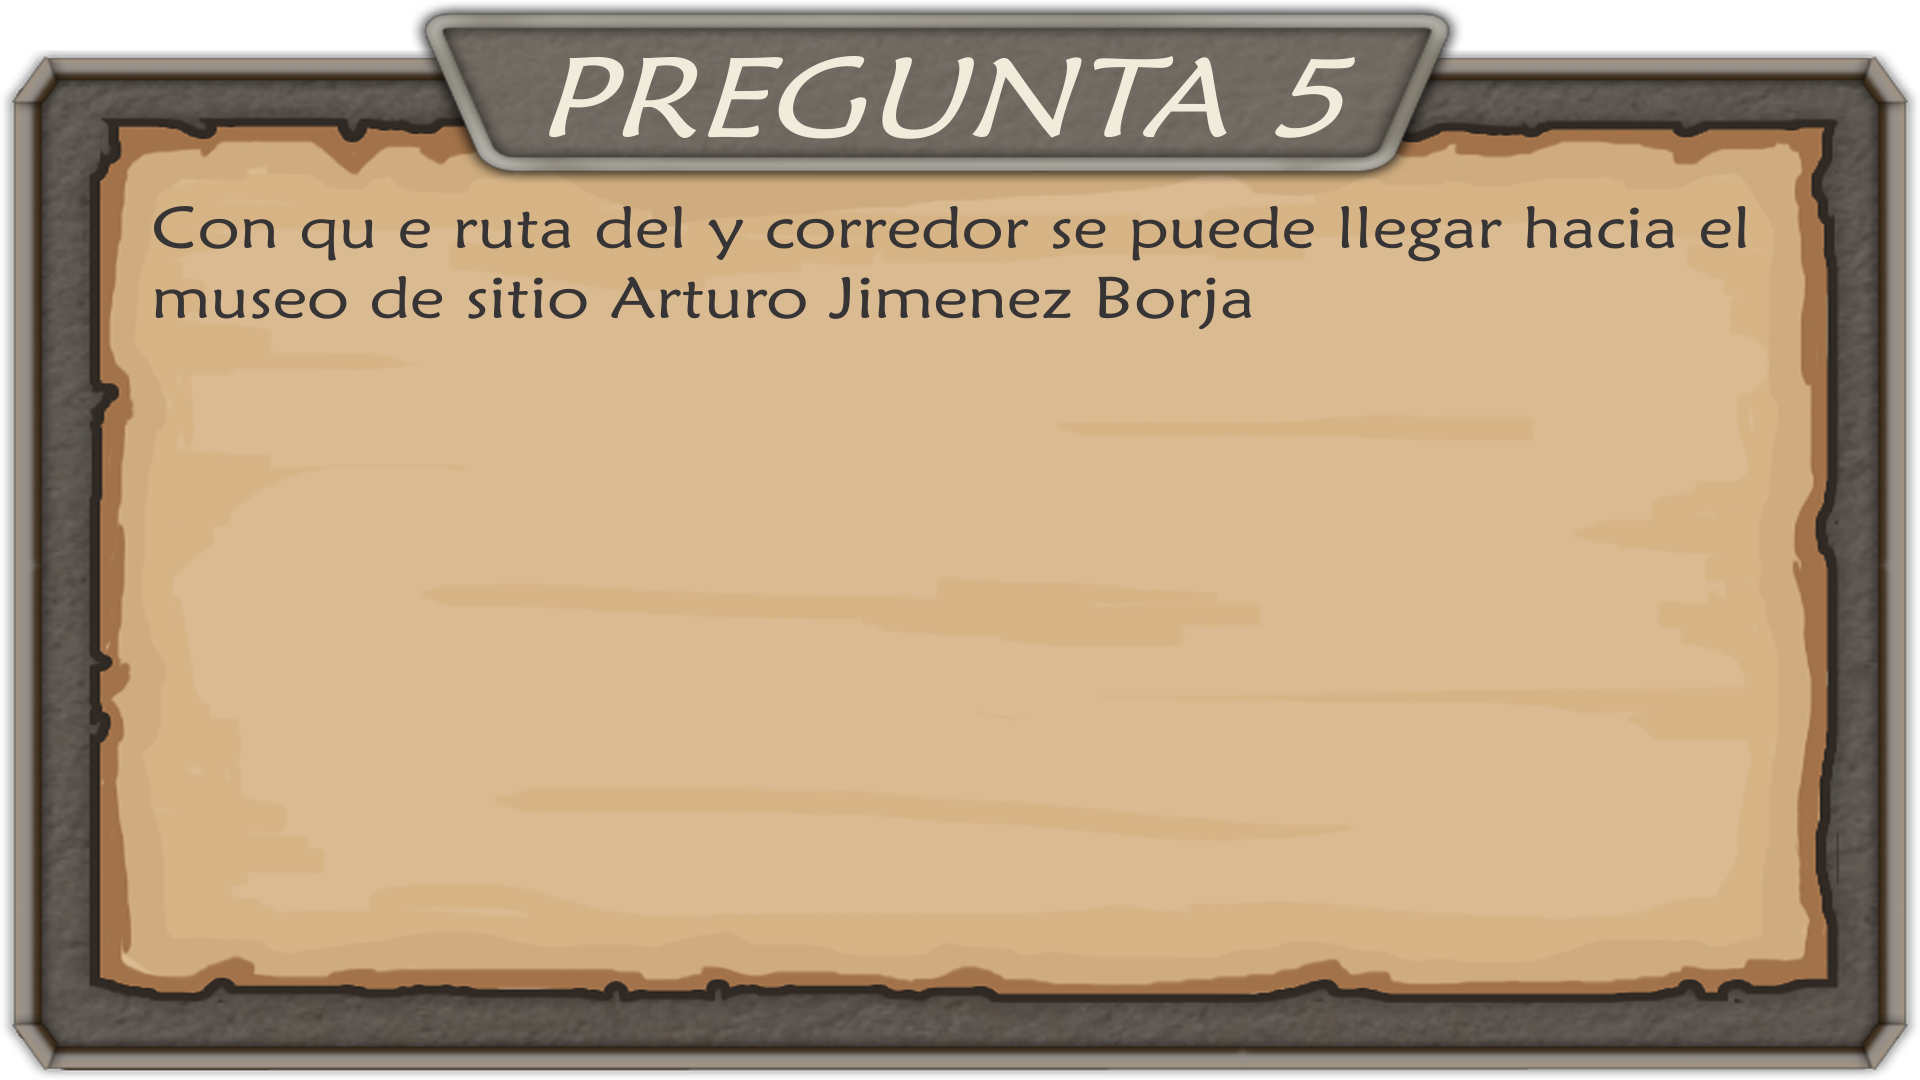 PREGUNTA 5
Con qu e ruta del y corredor se puede llegar hacia el
museo de sitio Arturo Jimenez Borja